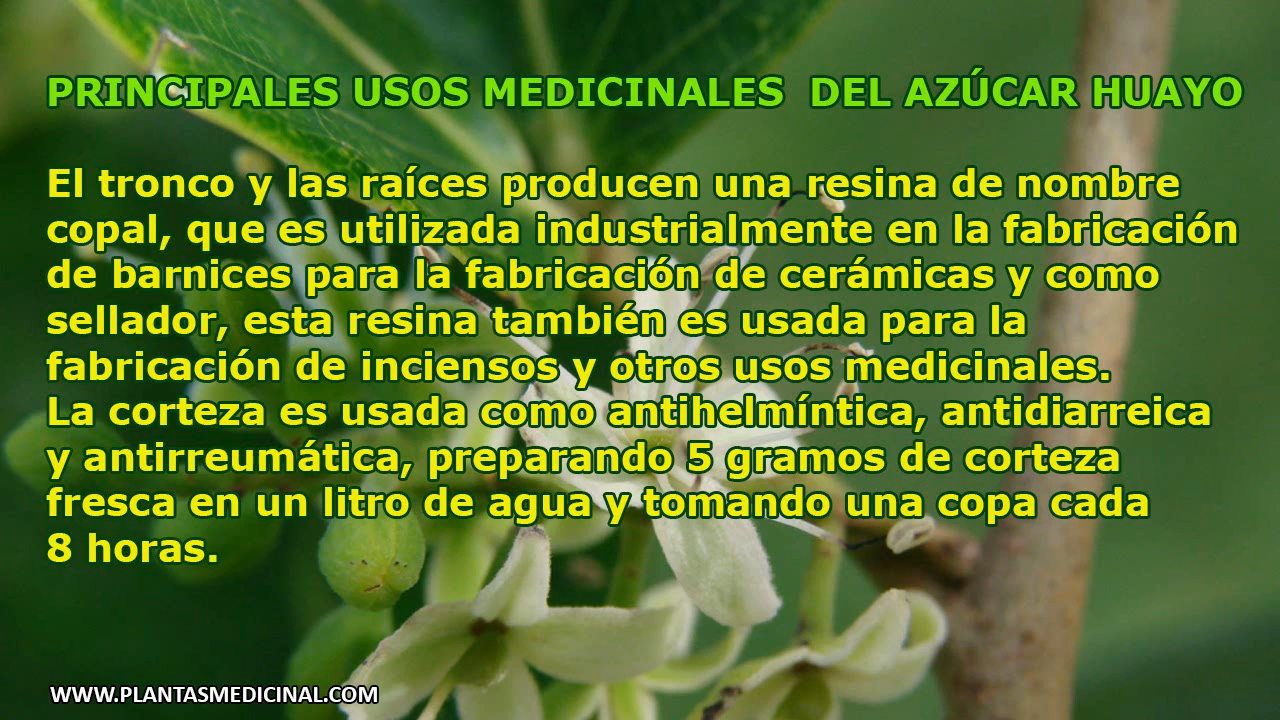 PRINCIPALES USOS MEDICINALES DEL AZÚCAR HUAYO
El tronco y las raíces producen una resina de nombre
copal, que es utilizada industrialmente en la fabricación
de barnices para la fabricación de cerámicas y como
sellador, esta resina también es usada para la
fabricación de inciensos y otros usos medicinales.
La corteza es usada como antihelmíntica, antidiarreica
y antirreumática, preparando 5 gramos de corteza
fresca en un litro de agua y tomando una copa cada
8 horas.
WWW.PLANTASMEDICINAL.COM